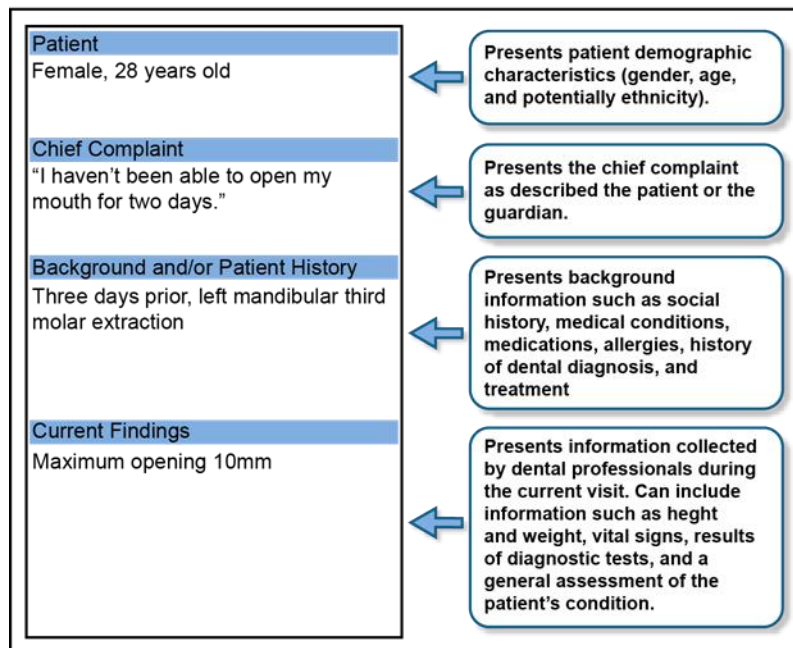 Patient
Female, 28 years old
Presents patient demographic
characteristics (gender, age,
and potentially ethnicity).
Chief Complaint
“I haven’t been able to open my
mouth for two days.”
Presents the chief complaint
as described the patient or the
guardian.
Background and/or Patient History
Three days prior, left mandibular third
molar extraction
Presents background
information such as social
history, medical conditions,
medications, allergies, history
of dental diagnosis, and
treatment
Current Findings
Maximum opening 10mm
Presents information collected
by dental professionals during
the current visit. Can include
information such as heght
and weight, vital signs, results
of diagnostic tests, and a
general assessment of the
patient’s condition.